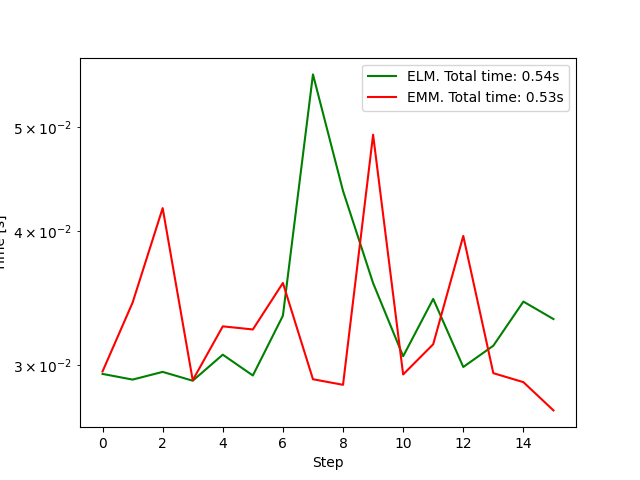 ELM. Total time: 0.54s
EMM. Total time: 0.53s
5 × 10⁻²
4 × 10⁻²
3 × 10⁻²
Time [s]
0 2 4 6 8 10 12 14
Step